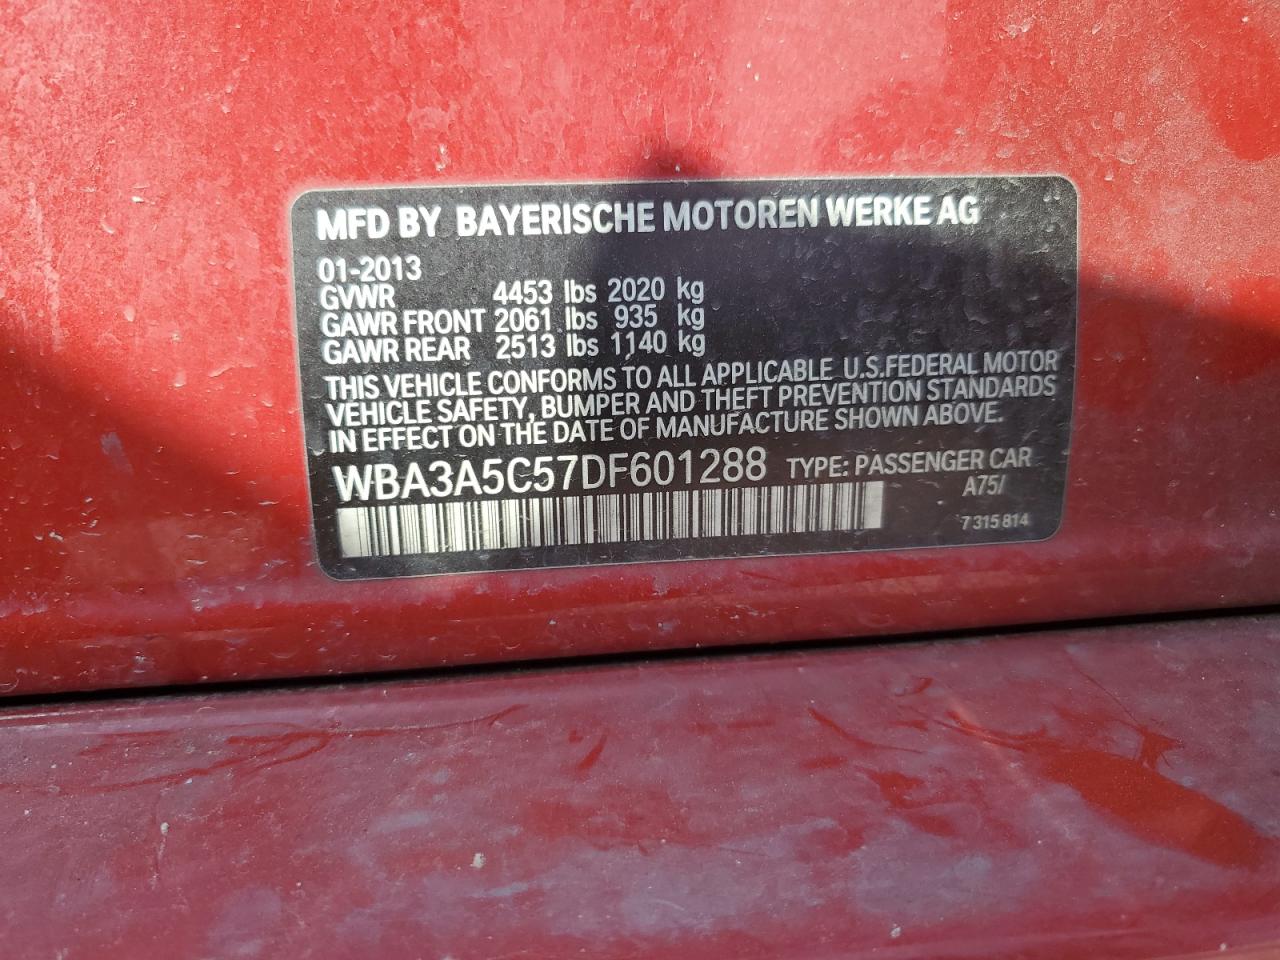 MFD BY BAYERISCHE MOTOREN WERKE AG
01-2013
GVWR 4453 lbs 2020 kg
GAWR FRONT 2061 lbs 935 kg
GAWR REAR 2513 lbs 1140 kg
THIS VEHICLE CONFORMS TO ALL APPLICABLE U.S.FEDERAL MOTOR
VEHICLE SAFETY, BUMPER AND THEFT PREVENTION STANDARDS
IN EFFECT ON THE DATE OF MANUFACTURE SHOWN ABOVE.
WBA3A5C57DF601288 TYPE: PASSENGER CAR
A75/
7 315 814